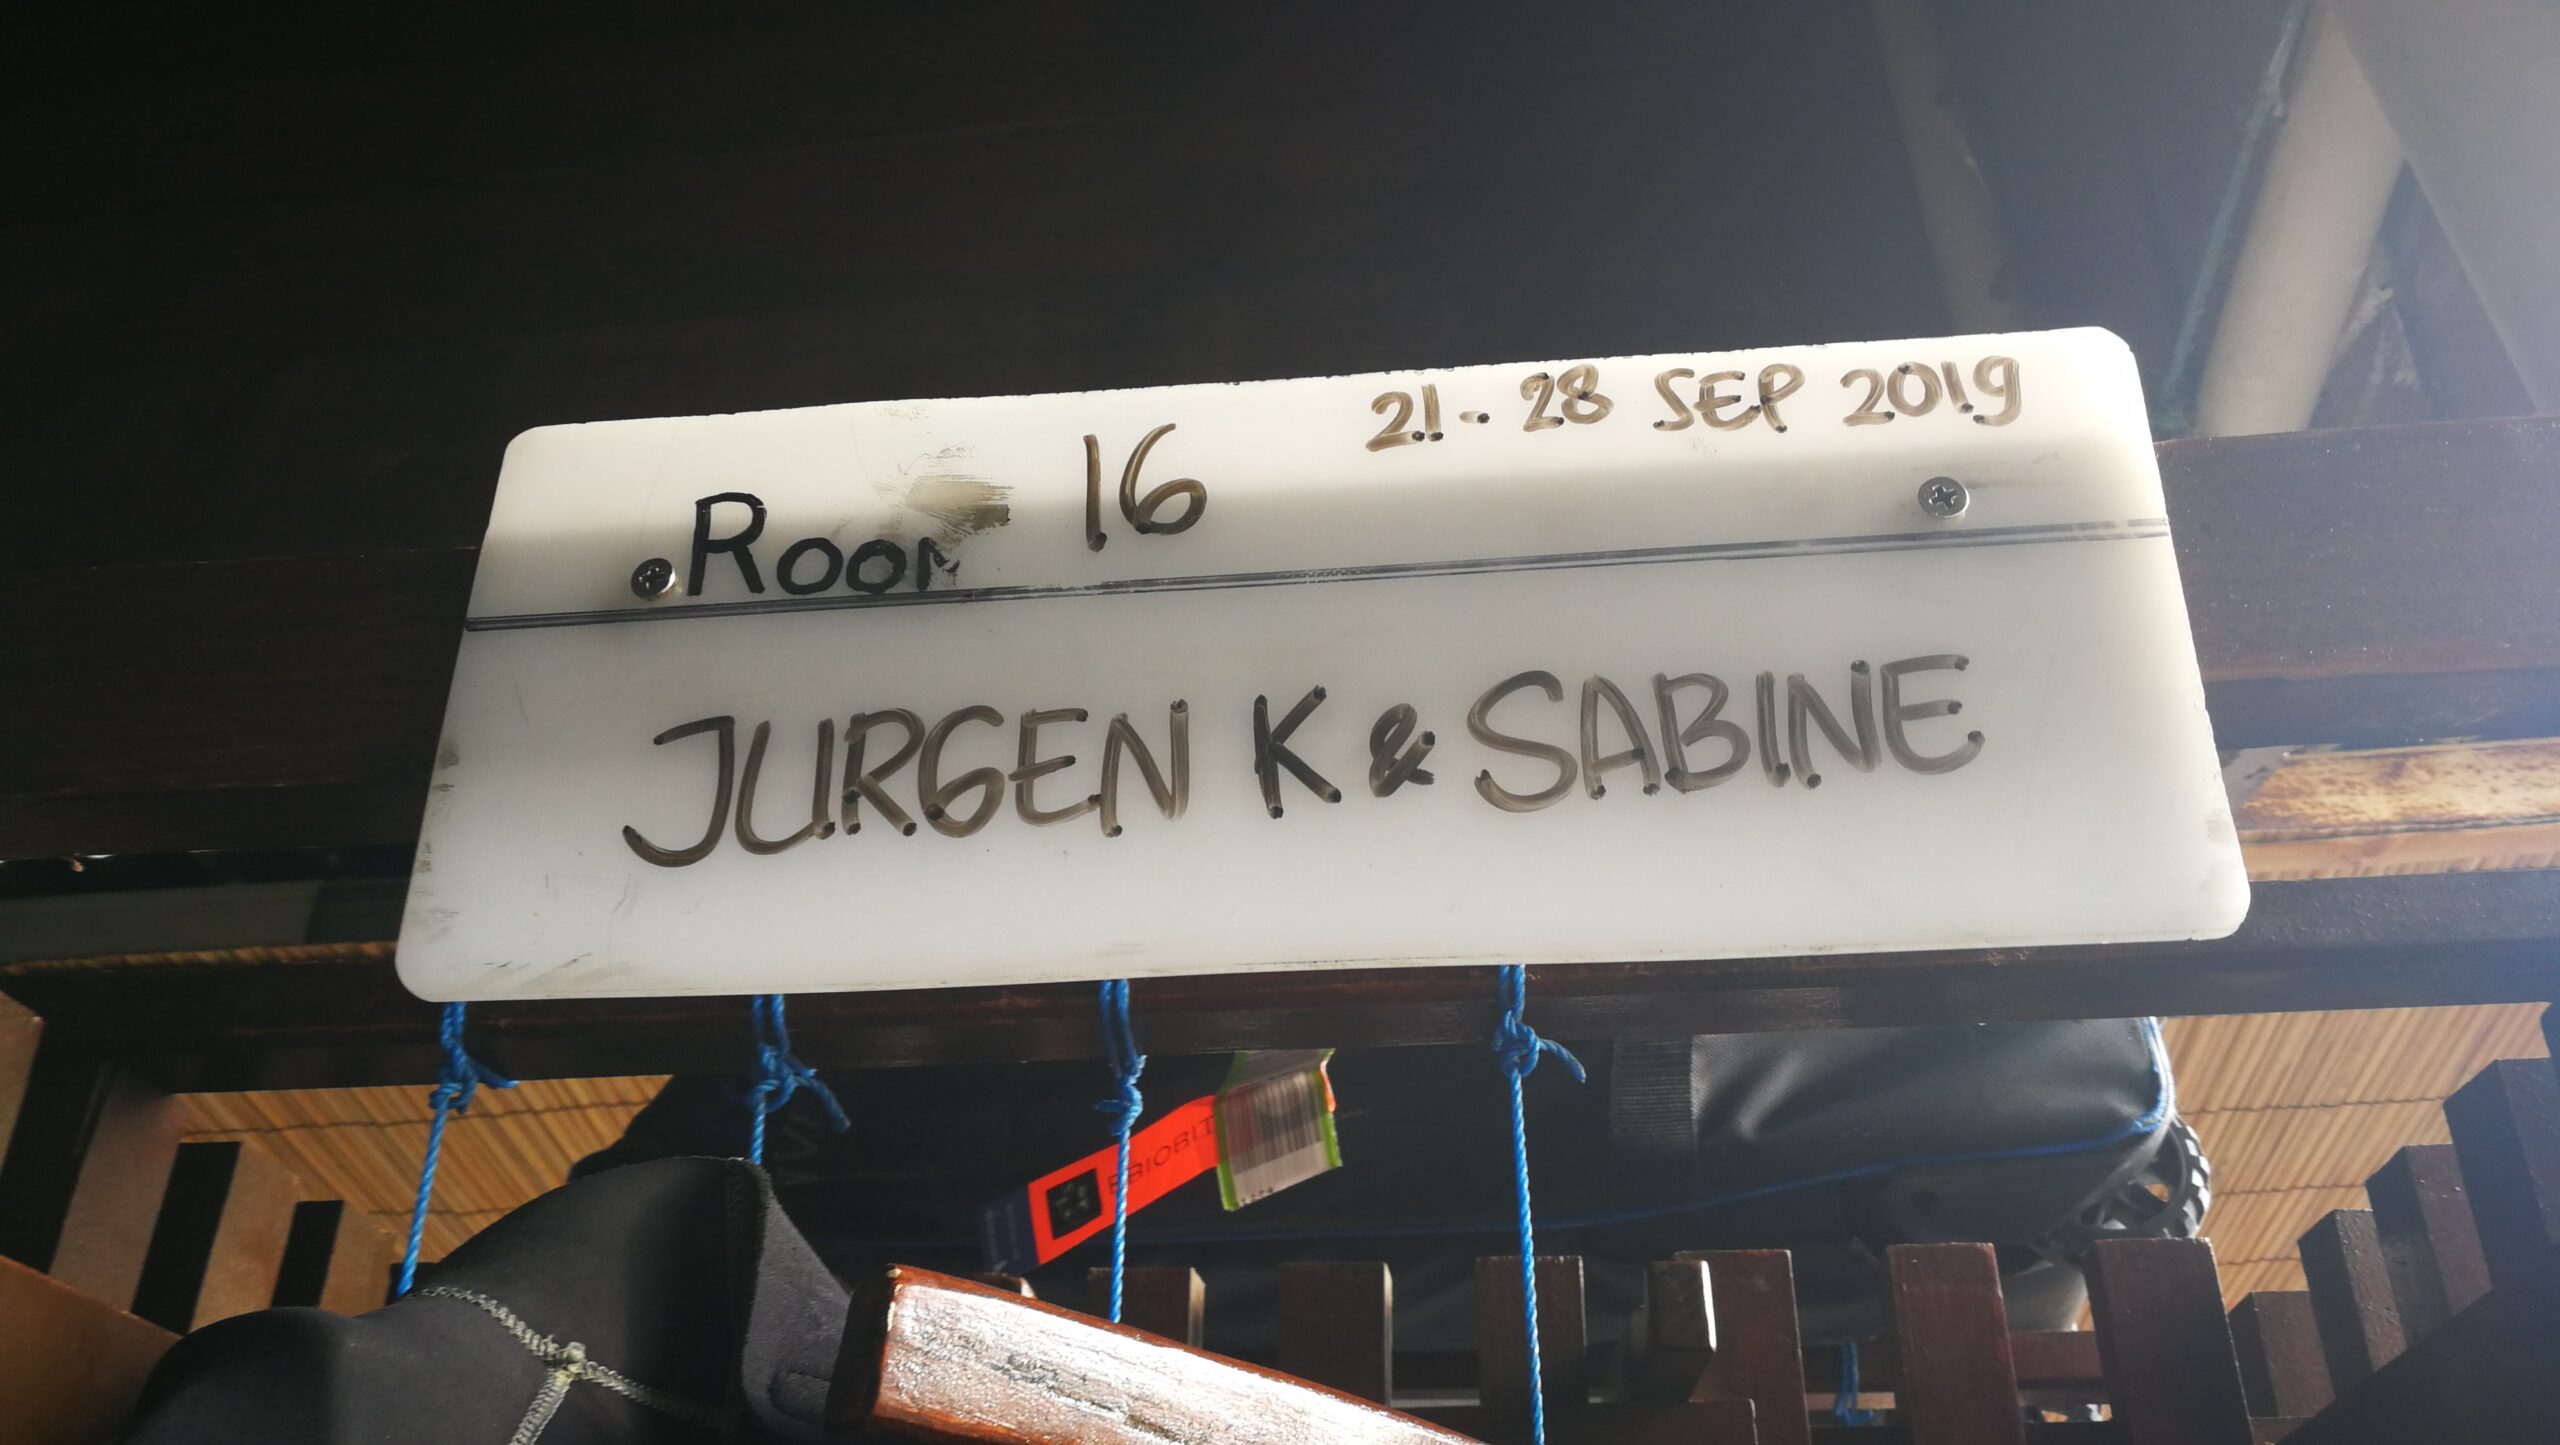 21 - 28 SEP 2019
Room 16
JURGEN K & SABINE